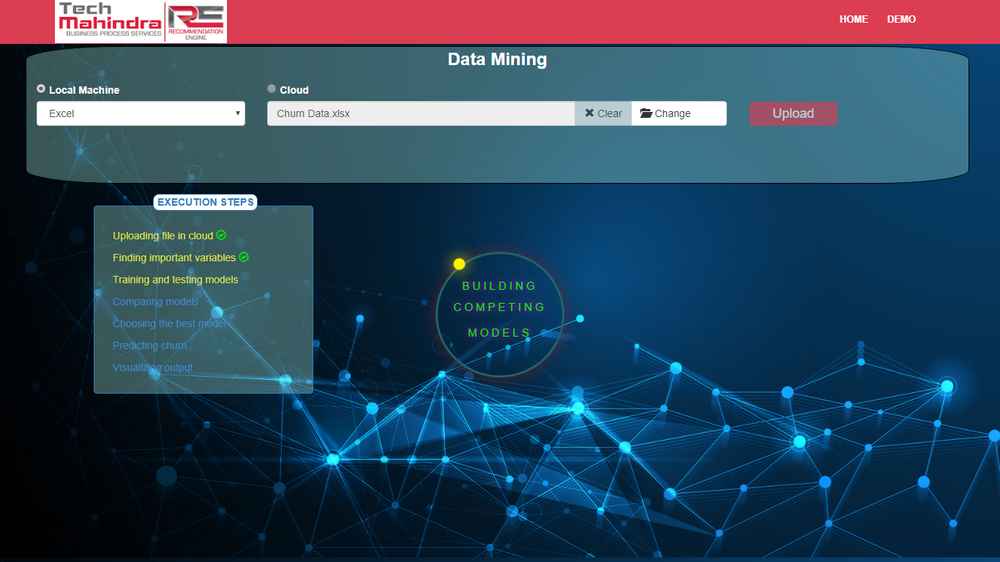 Tech
Mahindra
BUSINESS PROCESS SERVICES
RE
RECOMMENDATION
ENGINE
HOME DEMO
Data Mining
Local Machine Cloud
Excel Churn Data.xlsx Clear Change Upload
EXECUTION STEPS
Uploading file in cloud
Finding important variables
Training and testing models
Comparing models
Choosing the best model
Predicting churn
Visualizing output
BUILDING
COMPETING
MODELS